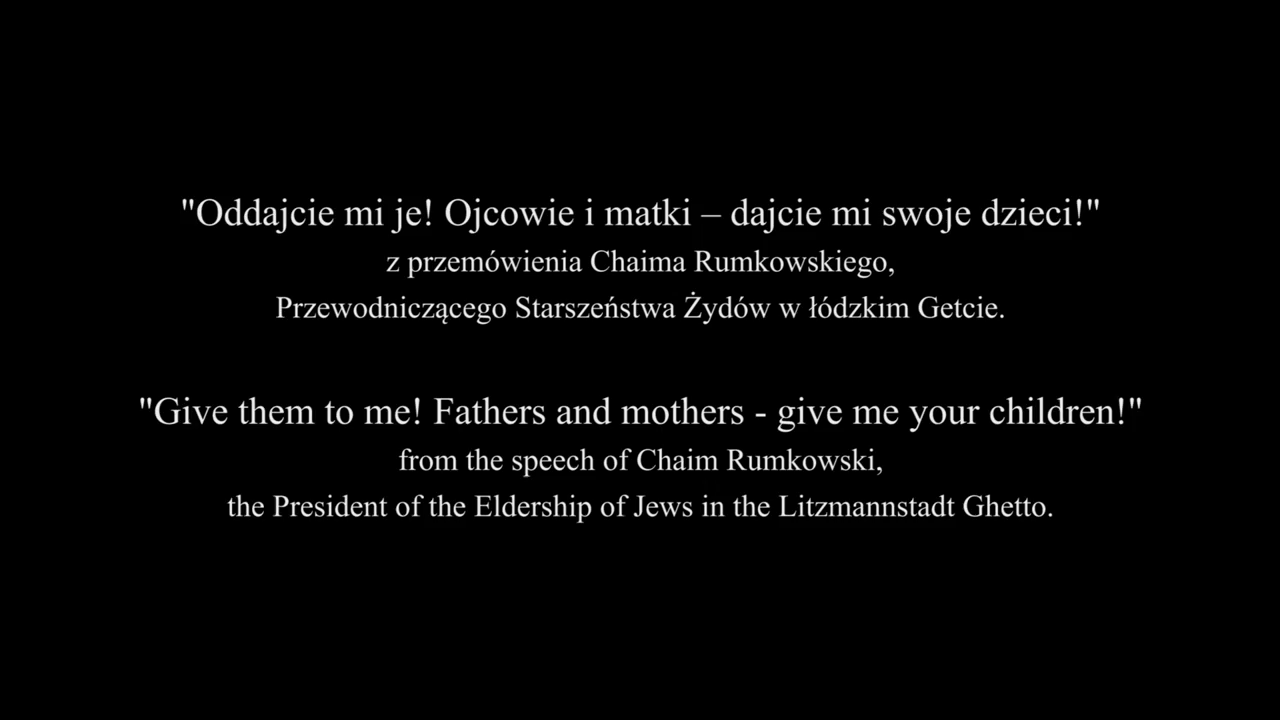 "Oddajcie mi je! Ojcowie i matki – dajcie mi swoje dzieci!"
z przemówienia Chaima Rumkowskiego,
Przewodniczącego Starszeństwa Żydów w łódzkim Getcie.
"Give them to me! Fathers and mothers - give me your children!"
from the speech of Chaim Rumkowski,
the President of the Eldership of Jews in the Litzmannstadt Ghetto.